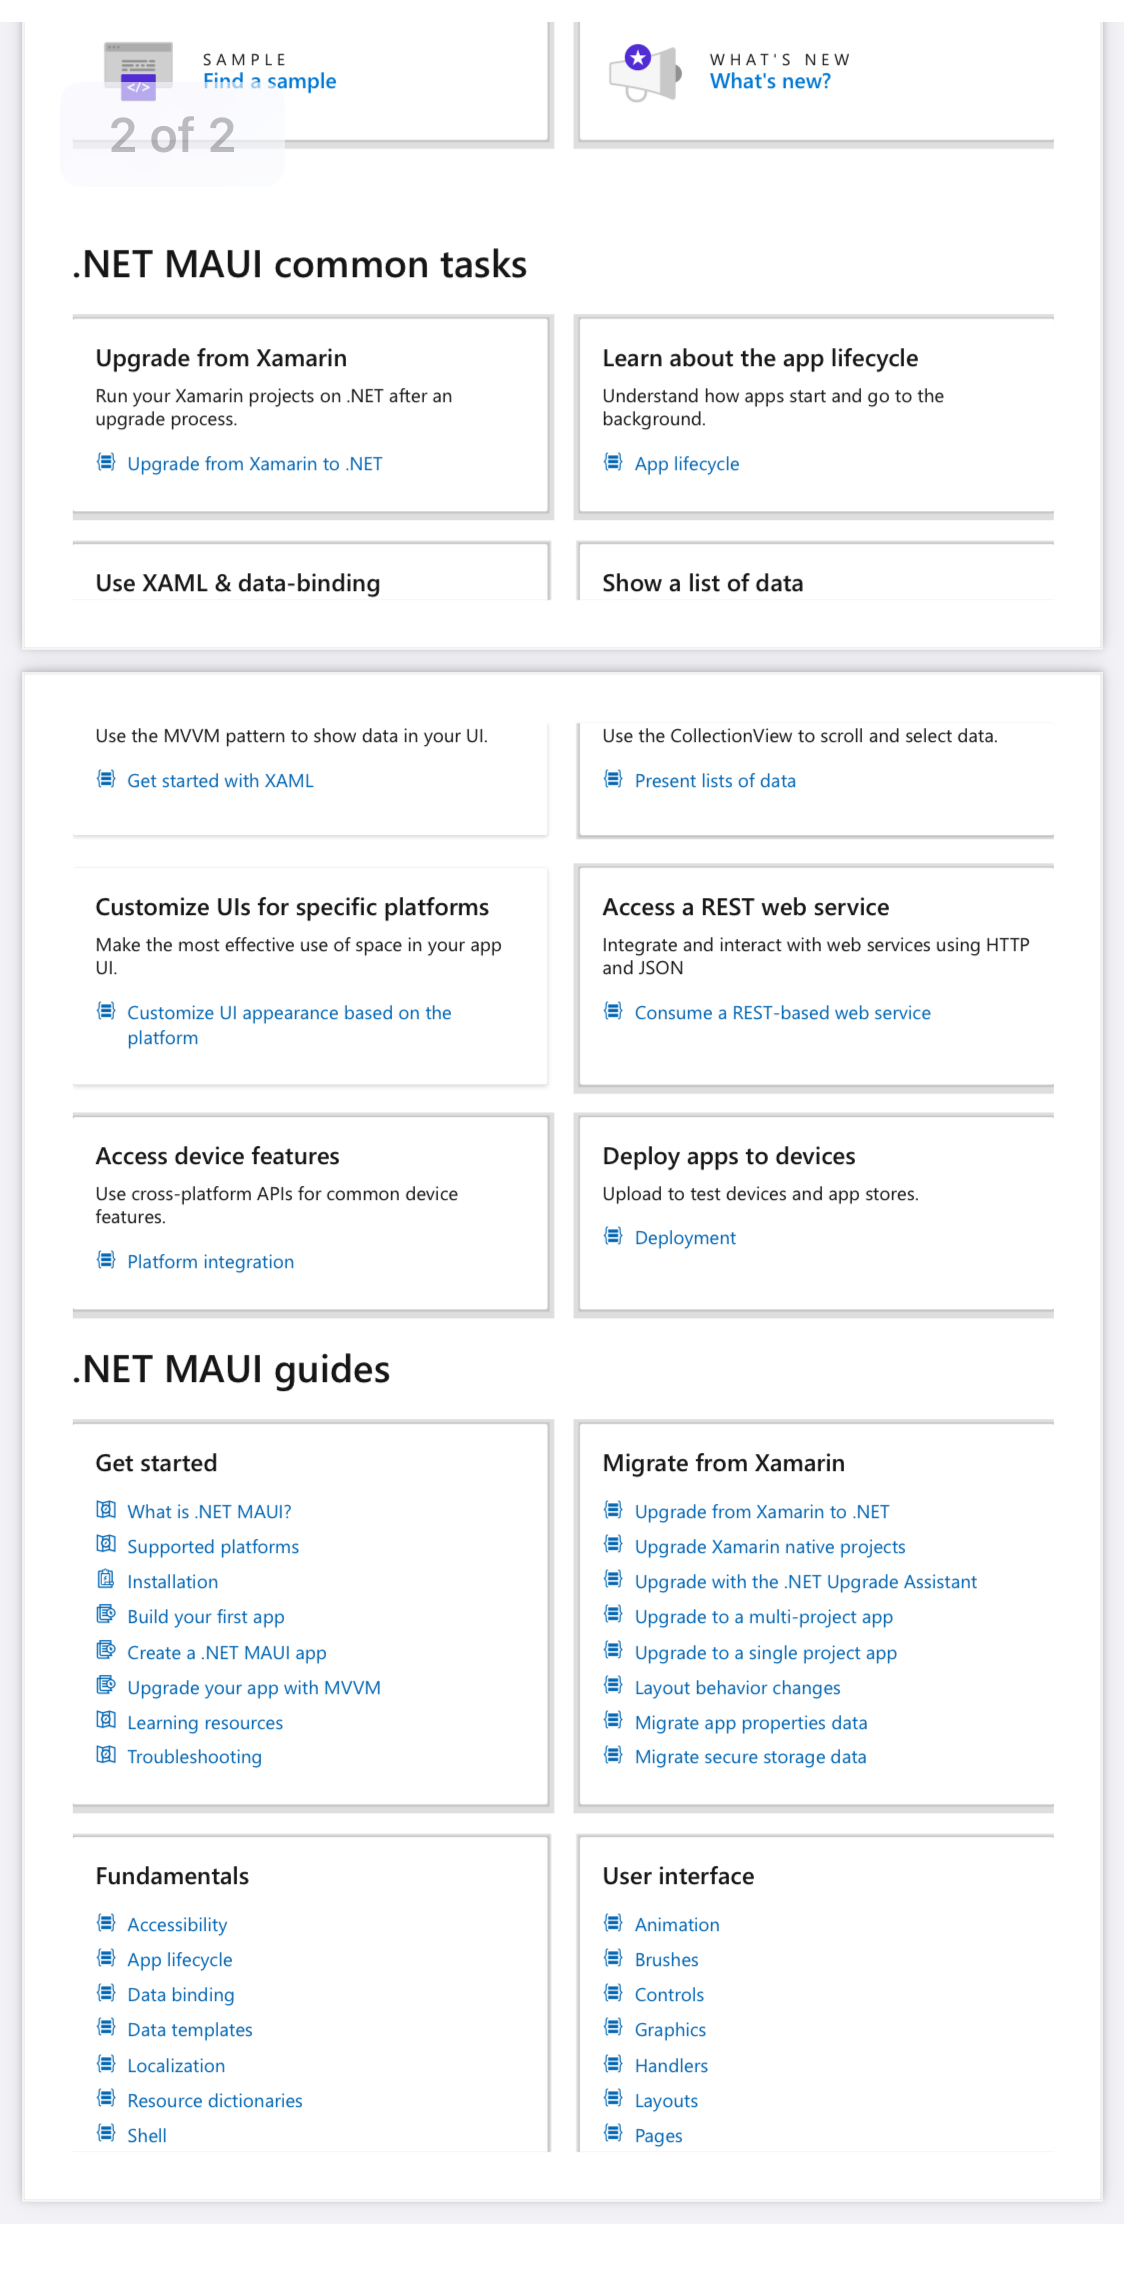 SAMPLE
Find a sample
WHAT'S NEW
What's new?
2 of 2
.NET MAUI common tasks
Upgrade from Xamarin
Run your Xamarin projects on .NET after an
upgrade process.
Upgrade from Xamarin to .NET
Learn about the app lifecycle
Understand how apps start and go to the
background.
App lifecycle
Use XAML & data-binding
Show a list of data
Use the MVVM pattern to show data in your UI.
Get started with XAML
Use the CollectionView to scroll and select data.
Present lists of data
Customize UIs for specific platforms
Make the most effective use of space in your app
UI.
Customize UI appearance based on the
platform
Access a REST web service
Integrate and interact with web services using HTTP
and JSON
Consume a REST-based web service
Access device features
Use cross-platform APIs for common device
features.
Platform integration
Deploy apps to devices
Upload to test devices and app stores.
Deployment
.NET MAUI guides
Get started
What is .NET MAUI?
Supported platforms
Installation
Build your first app
Create a .NET MAUI app
Upgrade your app with MVVM
Learning resources
Troubleshooting
Migrate from Xamarin
Upgrade from Xamarin to .NET
Upgrade Xamarin native projects
Upgrade with the .NET Upgrade Assistant
Upgrade to a multi-project app
Upgrade to a single project app
Layout behavior changes
Migrate app properties data
Migrate secure storage data
Fundamentals
Accessibility
App lifecycle
Data binding
Data templates
Localization
Resource dictionaries
Shell
User interface
Animation
Brushes
Controls
Graphics
Handlers
Layouts
Pages